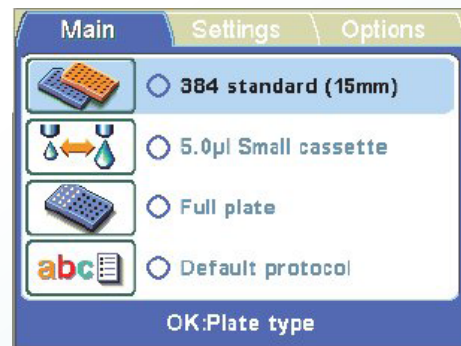 Main Settings Options
384 standard (15mm)
5.0µl Small cassette
Full plate
abc Default protocol
OK:Plate type